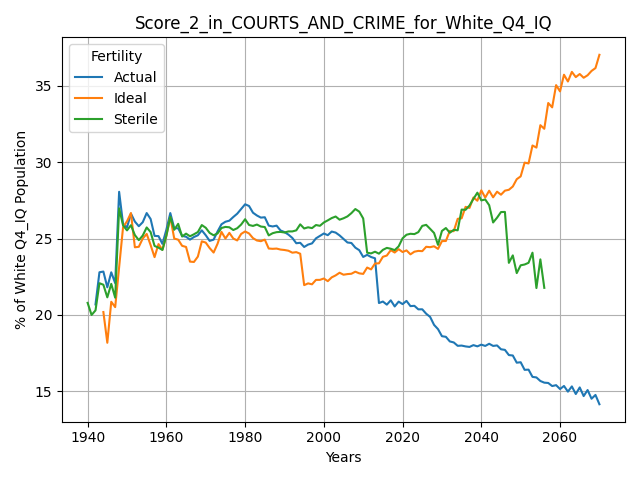 Score_2_in_COURTS_AND_CRIME_for_White_Q4_IQ
Fertility
Actual
Ideal
Sterile
% of White Q4_IQ Population
35
30
25
20
15
1940
1960
1980
2000
2020
2040
2060
Years